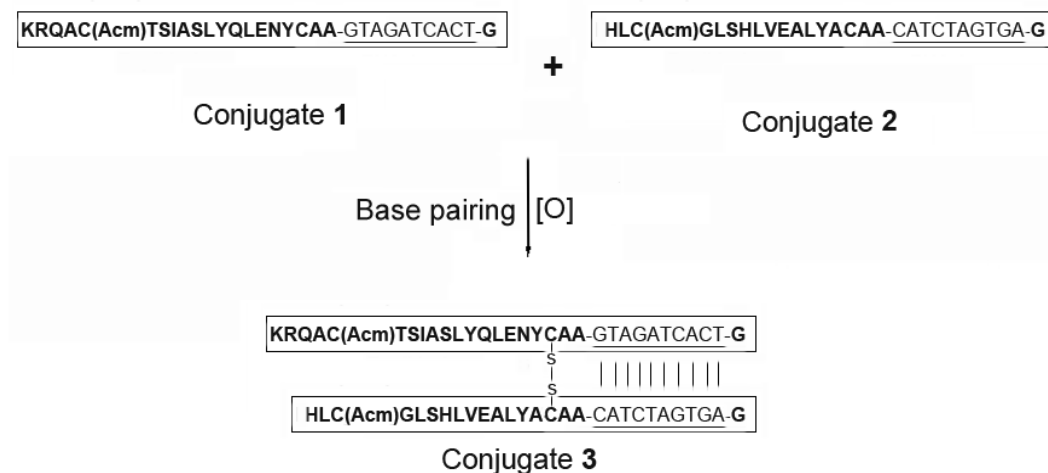 KRQAC(Acm)TSIASLYQLENYCAA-GTAGATCACT-G
HLC(Acm)GLSHLVEALYACAA-CATCTAGTGA-G
+
Conjugate 1
Conjugate 2
Base pairing [O]
KRQAC(Acm)TSIASLYQLENYCAA-GTAGATCACT-G
S
S
HLC(Acm)GLSHLVEALYACAA-CATCTAGTGA-G
Conjugate 3